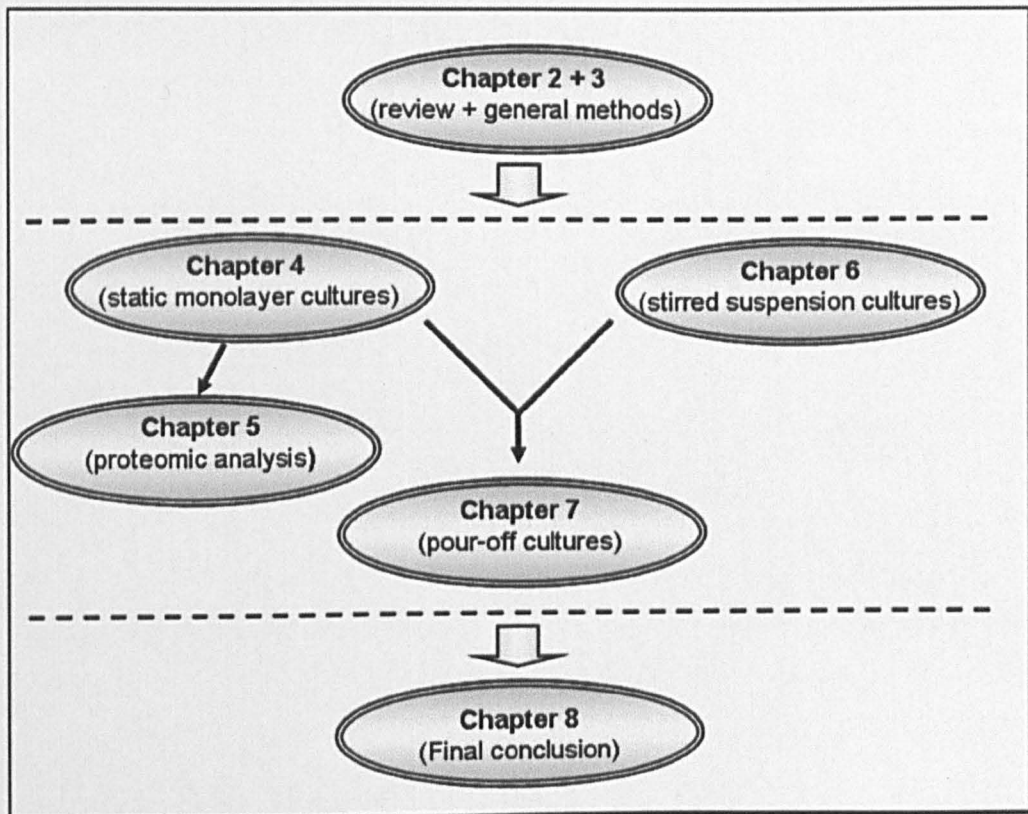 Chapter 2 + 3
(review + general methods)
Chapter 4
(static monolayer cultures)
Chapter 6
(stirred suspension cultures)
Chapter 5
(proteomic analysis)
Chapter 7
(pour-off cultures)
Chapter 8
(Final conclusion)